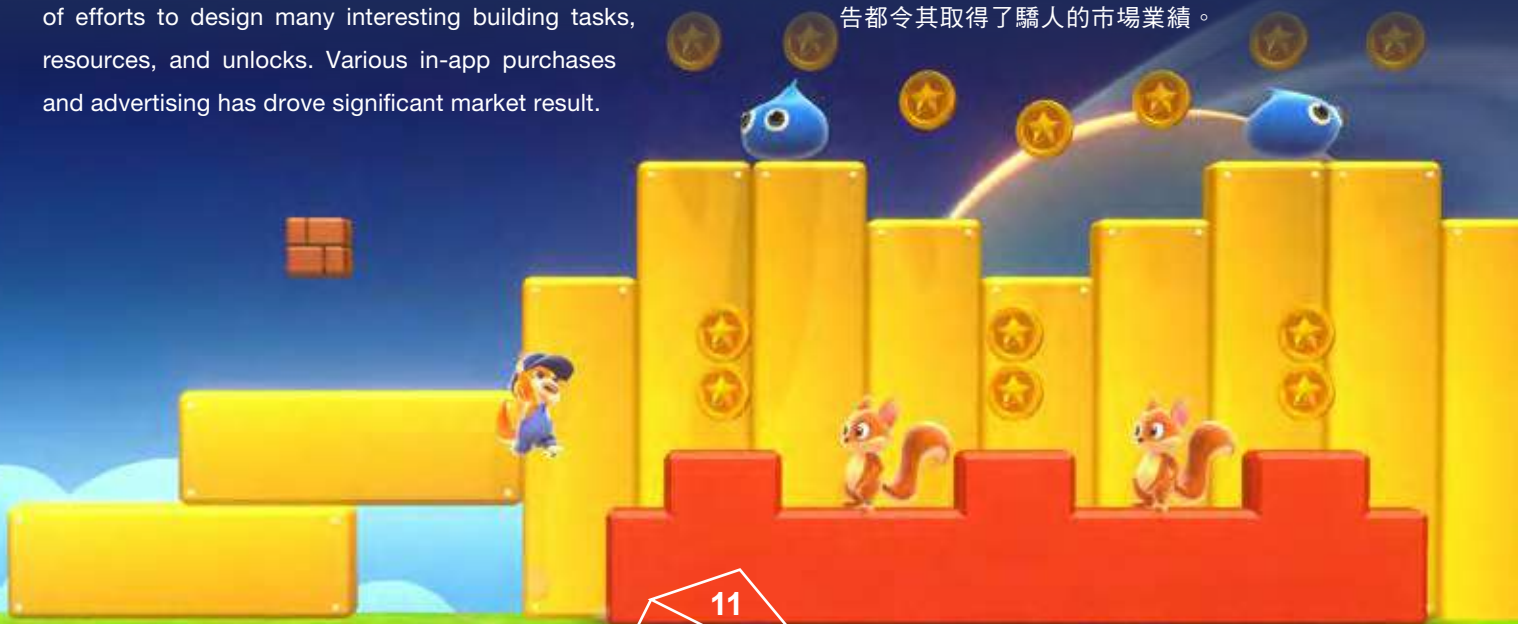 of efforts to design many interesting building tasks,
resources, and unlocks. Various in-app purchases
and advertising has drove significant market result.
告都令其取得了驕人的市場業績。
11